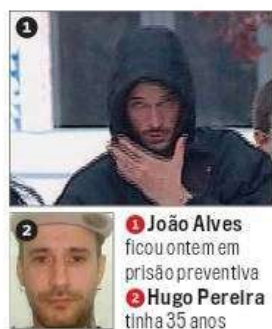 1
2
1 João Alves
ficou ontem em
prisão preventiva
2 Hugo Pereira
tinha 35 anos